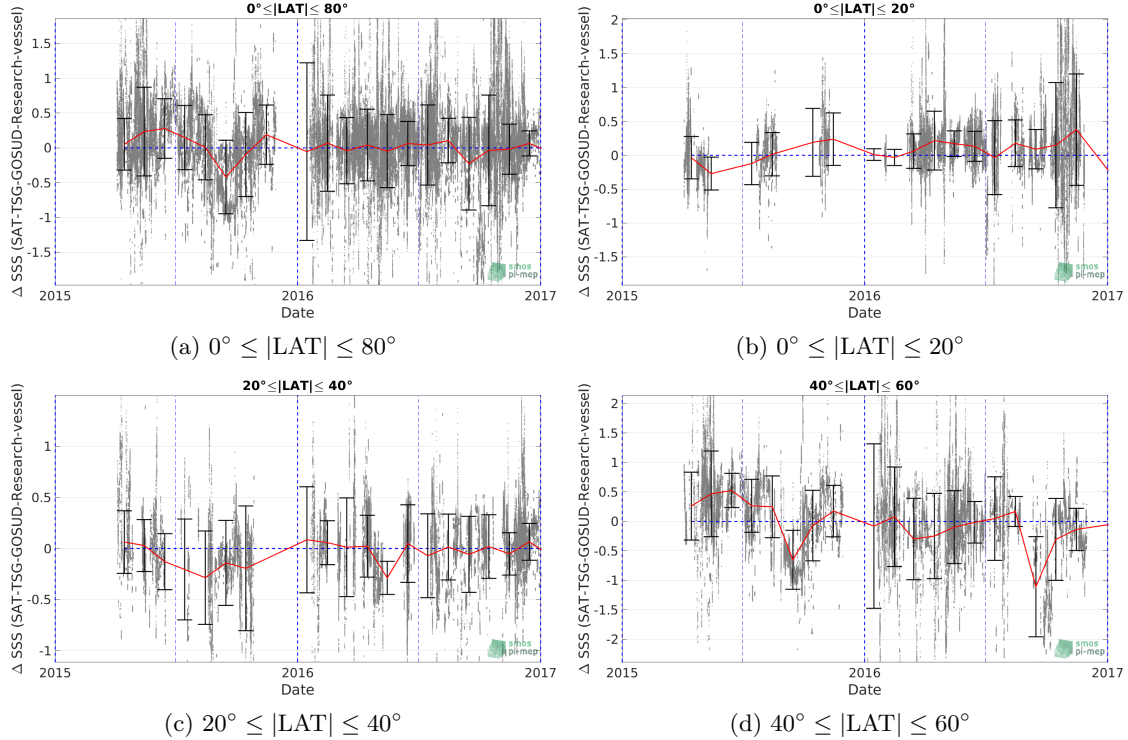 0°≤|LAT|≤ 80°
Δ SSS (SAT-TSG-GOSUD-Research-vessel)
1.5
1
0.5
0
-0.5
-1
-1.5
smos
pi-mep
2015
2016
2017
Date
(a) 0° ≤ |LAT| ≤ 80°
0°≤|LAT|≤ 20°
Δ SSS (SAT-TSG-GOSUD-Research-vessel)
2
1.5
1
0.5
0
-0.5
-1
-1.5
smos
pi-mep
2015
2016
2017
Date
(b) 0° ≤ |LAT| ≤ 20°
20°≤|LAT|≤ 40°
Δ SSS (SAT-TSG-GOSUD-Research-vessel)
1
0.5
0
-0.5
-1
smos
pi-mep
2015
2016
2017
Date
(c) 20° ≤ |LAT| ≤ 40°
40°≤|LAT|≤ 60°
Δ SSS (SAT-TSG-GOSUD-Research-vessel)
2
1.5
1
0.5
0
-0.5
-1
-1.5
-2
smos
pi-mep
2015
2016
2017
Date
(d) 40° ≤ |LAT| ≤ 60°